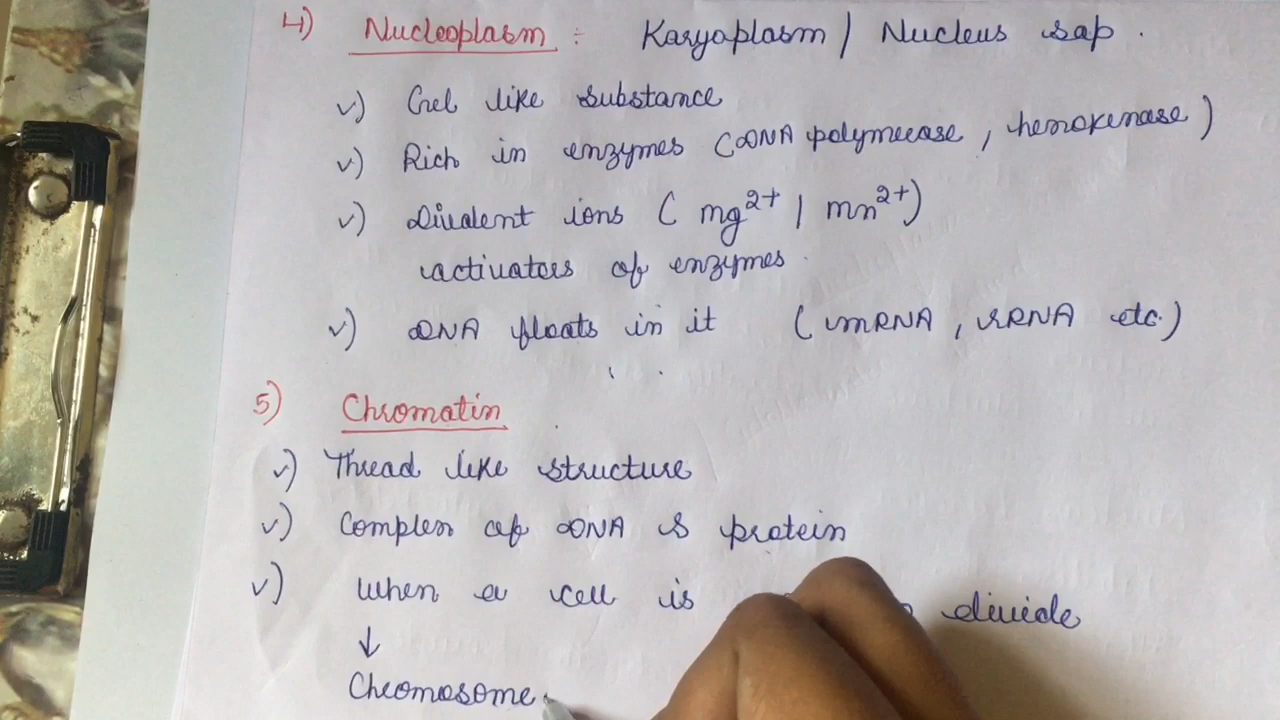 4) Nucleoplasm ÷ Karyoplasm / Nucleus sap .
v) Gel like substance
v) Rich in enzymes (DNA polymerase , hemokenase )
v) Divalent ions ( mg2+ / mn2+)
activators of enzymes .
v) DNA floats in it ( mRNA , rRNA etc.)
5) Chromatin
v) Thread like structure
v) Complex of DNA & protein
v) When a cell is divide
↓
Chromosome